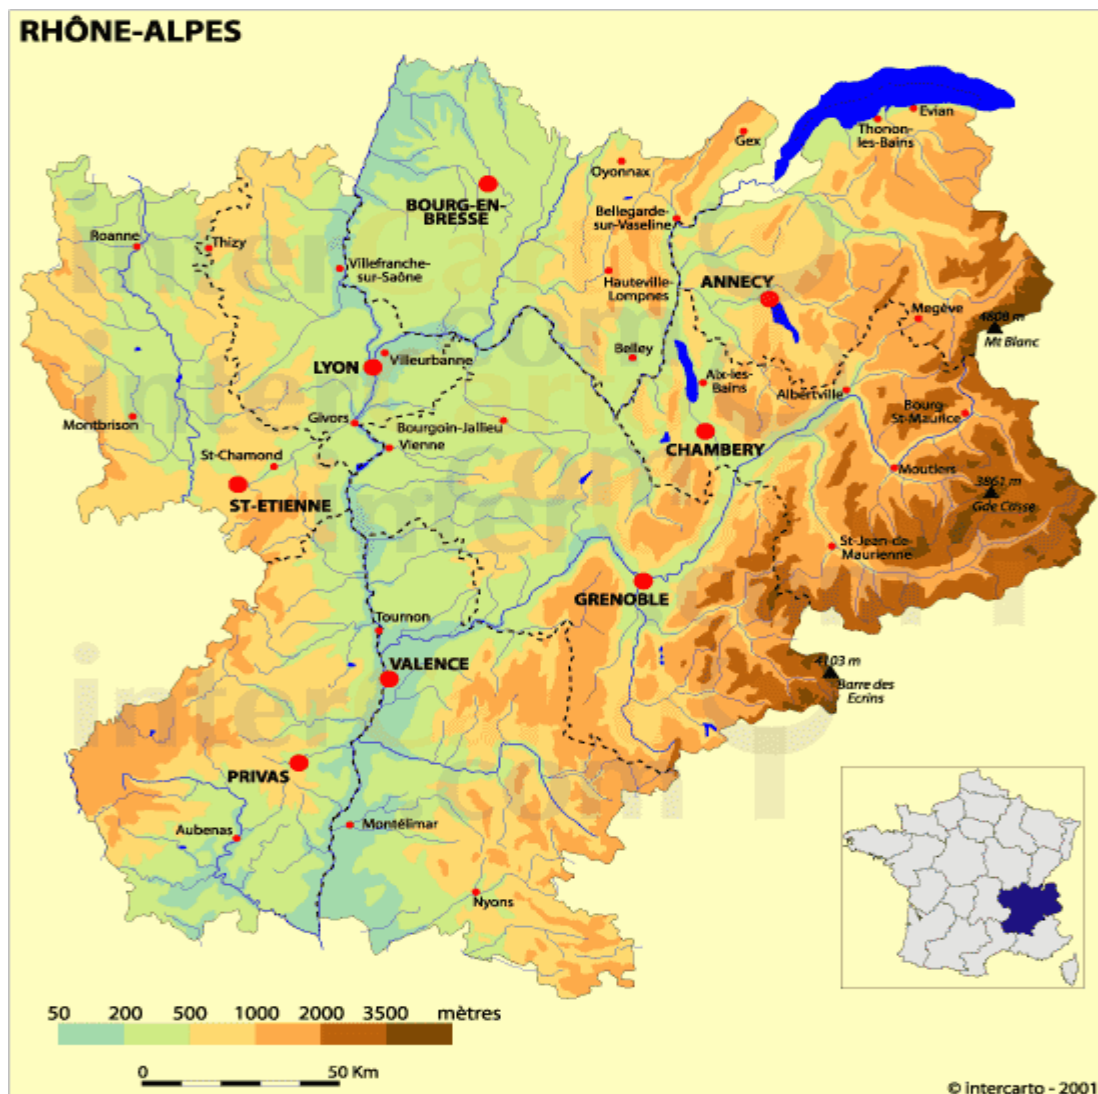 RHÔNE-ALPES
Evian
Thonon-
les-Bains
Gex
Oyonnax
BOURG-EN-
BRESSE
Bellegarde-
sur-Vaseline
Roanne
Thizy
Villefranche-
sur-Saône
Hauteville-
Lompnes
ANNECY
Megève
4808 m
Mt Blanc
Villeurbanne
LYON
Belley
Aix-les-
Bains
Albertville
Bourg-
St-Maurice
Montbrison
Givors
Bourgoin-Jallieu
Vienne
CHAMBERY
St-Chamond
Moutiers
3861 m
Gde Casse
ST-ETIENNE
St-Jean-de-
Maurienne
GRENOBLE
Tournon
VALENCE
4103 m
Barre des
Ecrins
PRIVAS
Aubenas
Montélimar
Nyons
50 200 500 1000 2000 3500 mètres
0 50 Km
© intercarto - 2001